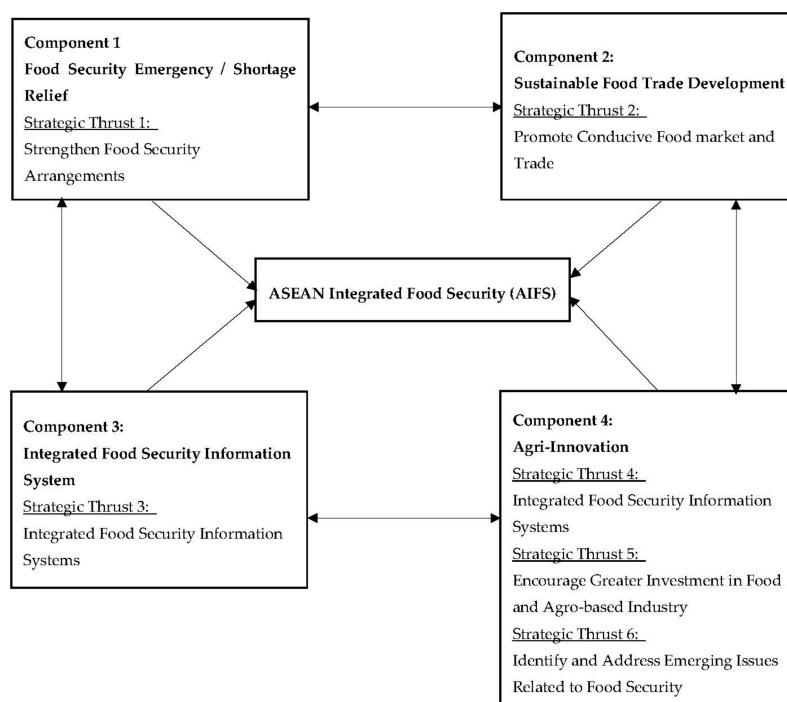 Component 1
Food Security Emergency / Shortage
Relief
Strategic Thrust 1:
Strengthen Food Security
Arrangements
Component 2:
Sustainable Food Trade Development
Strategic Thrust 2:
Promote Conducive Food market and
Trade
ASEAN Integrated Food Security (AIFS)
Component 3:
Integrated Food Security Information
System
Strategic Thrust 3:
Integrated Food Security Information
Systems
Component 4:
Agri-Innovation
Strategic Thrust 4:
Integrated Food Security Information
Systems
Strategic Thrust 5:
Encourage Greater Investment in Food
and Agro-based Industry
Strategic Thrust 6:
Identify and Address Emerging Issues
Related to Food Security